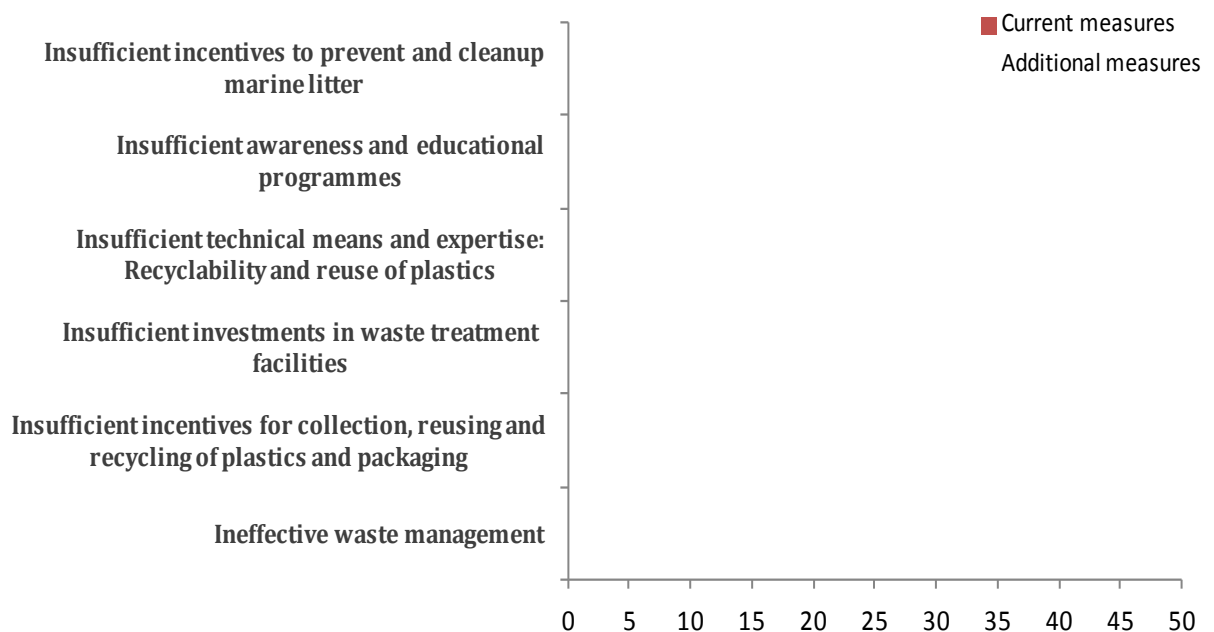 Current measures
Additional measures
Insufficient incentives to prevent and cleanup
marine litter
Insufficient awareness and educational
programmes
Insufficient technical means and expertise:
Recyclability and reuse of plastics
Insufficient investments in waste treatment
facilities
Insufficient incentives for collection, reusing and
recycling of plastics and packaging
Ineffective waste management
0 5 10 15 20 25 30 35 40 45 50